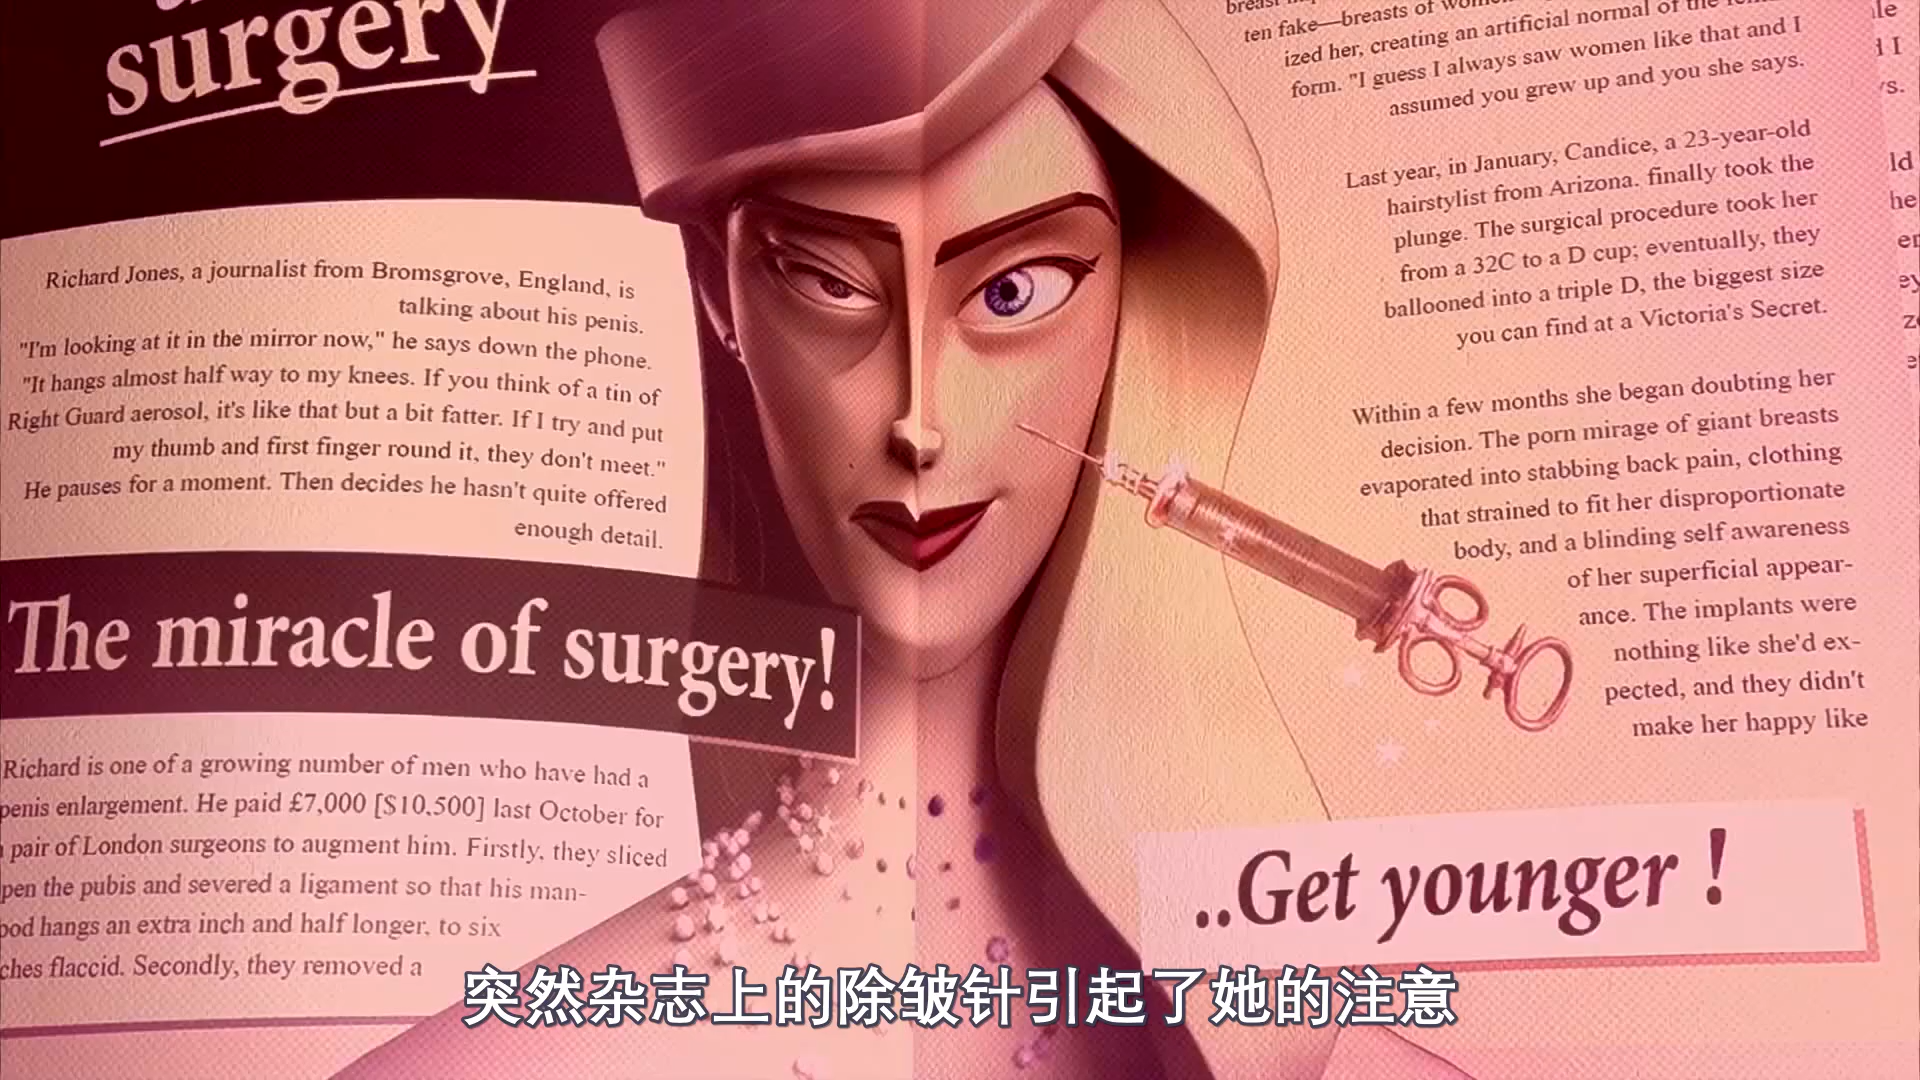 surgery
Richard Jones, a journalist from Bromsgrove, England, is
talking about his penis.
"I'm looking at it in the mirror now," he says down the phone.
"It hangs almost half way to my knees. If you think of a tin of
Right Guard aerosol, it's like that but a bit fatter. If I try and put
my thumb and first finger round it, they don't meet."
He pauses for a moment. Then decides he hasn't quite offered
enough detail.
The miracle of surgery!
Richard is one of a growing number of men who have had a
penis enlargement. He paid £7,000 [$10,500] last October for
pair of London surgeons to augment him. Firstly, they sliced
pen the pubis and severed a ligament so that his man-
ood hangs an extra inch and half longer, to six
ches flaccid. Secondly, they removed a
ten fake—breasts of
ized her, creating an artificial normal of the
form. "I guess I always saw women like that and I
assumed you grew up and you she says.
Last year, in January, Candice, a 23-year-old
hairstylist from Arizona. finally took the
plunge. The surgical procedure took her
from a 32C to a D cup; eventually, they
ballooned into a triple D, the biggest size
you can find at a Victoria's Secret.
Within a few months she began doubting her
decision. The porn mirage of giant breasts
evaporated into stabbing back pain, clothing
that strained to fit her disproportionate
body, and a blinding self awareness
of her superficial appear-
ance. The implants were
nothing like she'd ex-
pected, and they didn't
make her happy like
..Get younger !
突然杂志上的除皱针引起了她的注意